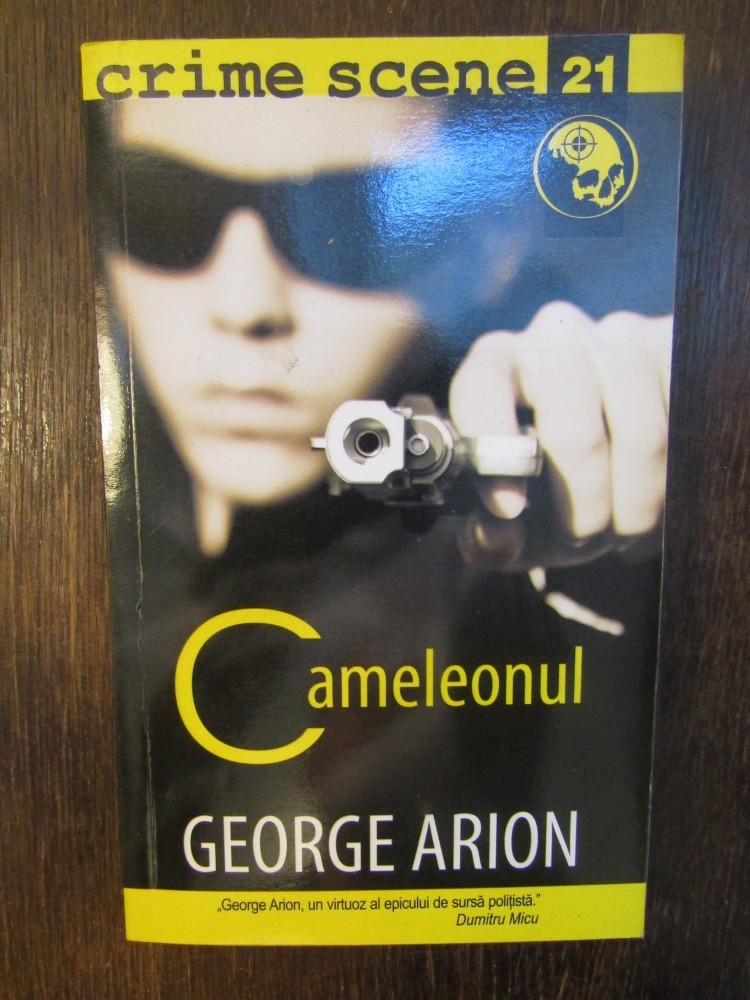 crime scene 21
Cameleonul
GEORGE ARION
„George Arion, un virtuoz al epicului de sursă polițistă.”
Dumitru Micu